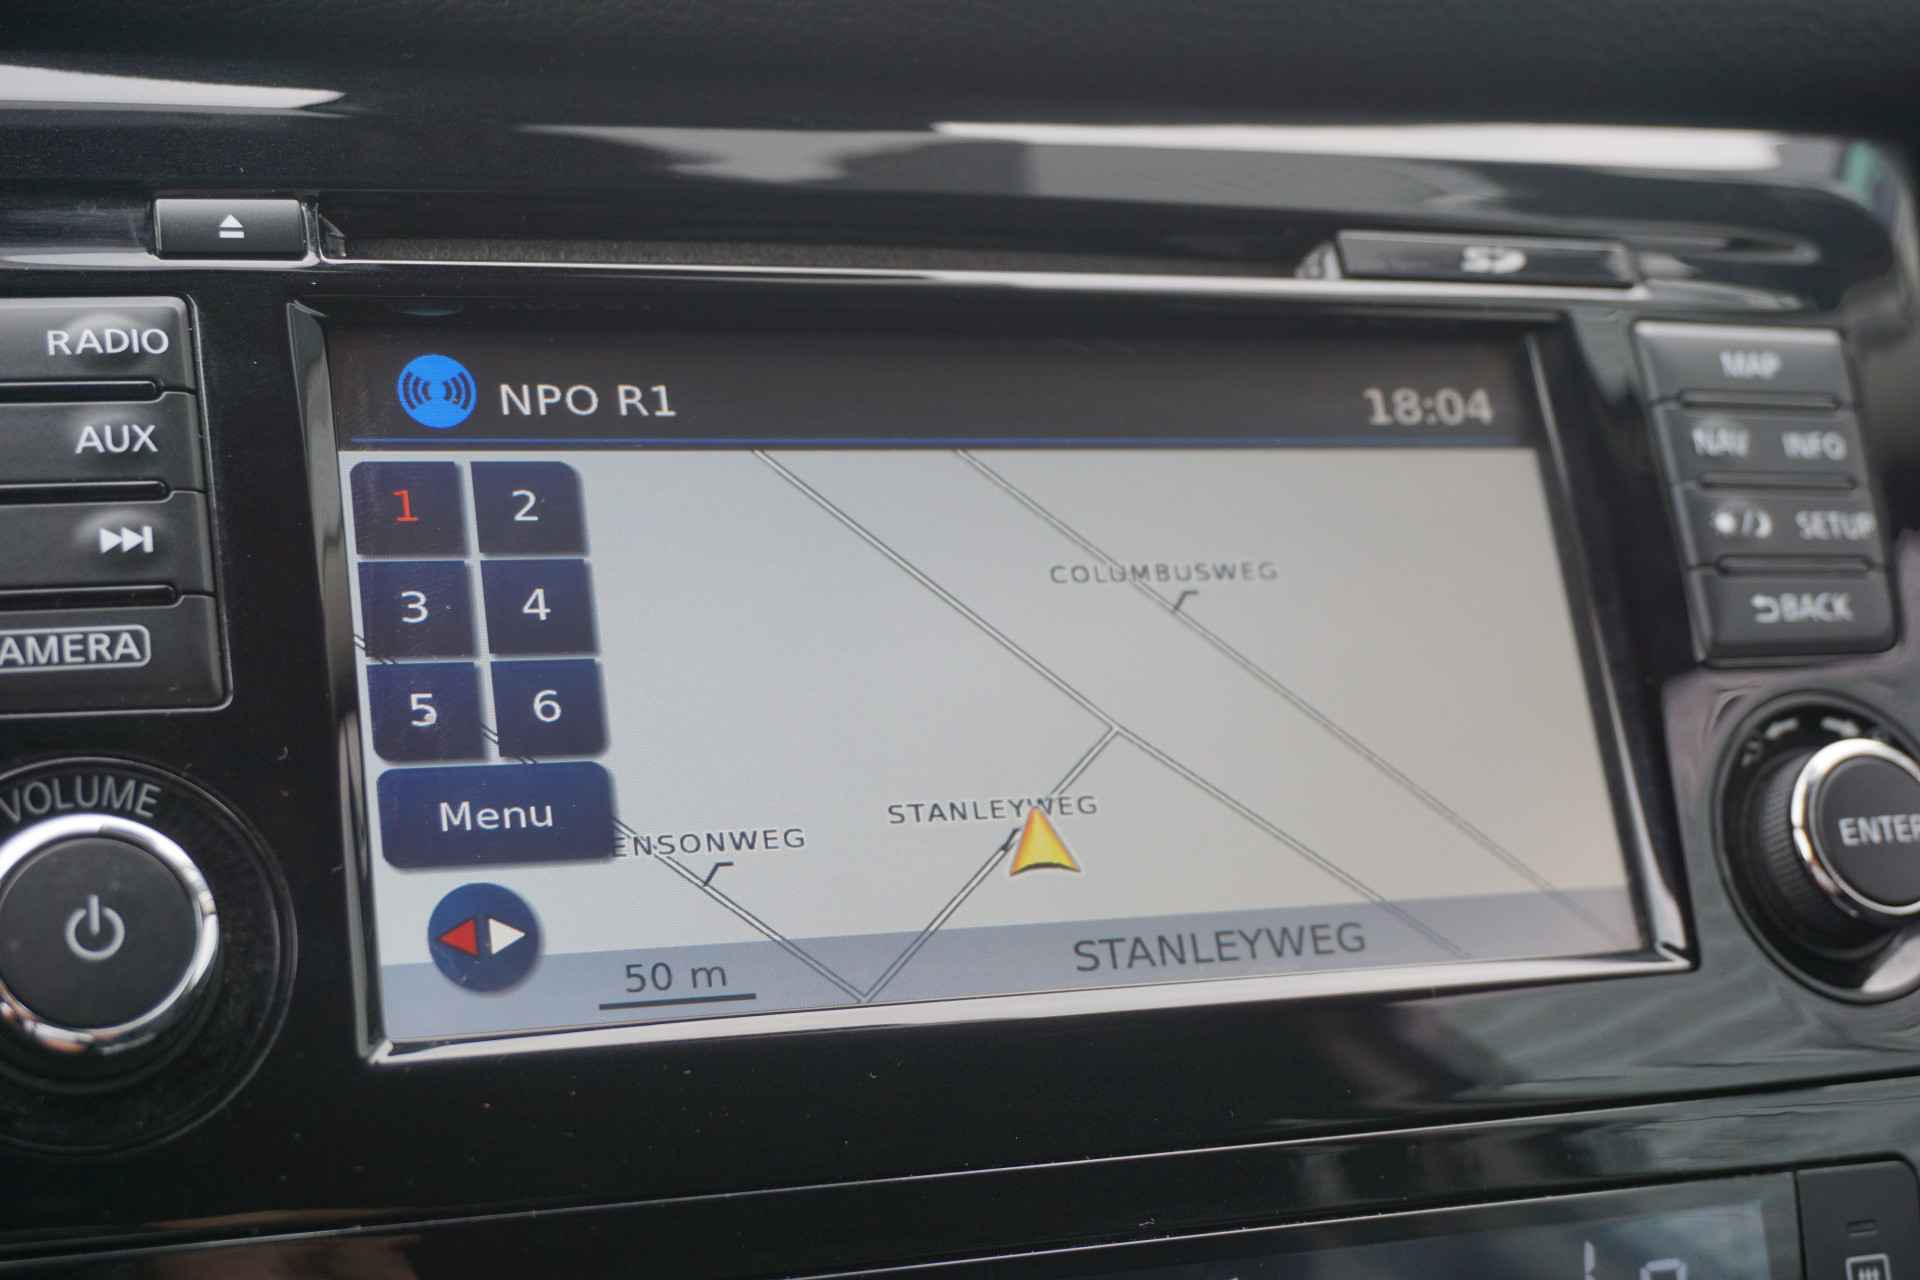 RADIO
AUX
AMERA
VOLUME
NPO R1
18:04
1 2
3 4
5 6
Menu
COLUMBUSWEG
STANLEYWEG
ENSONWEG
50 m
STANLEYWEG
MAP
NAV INFO
SETUP
BACK
ENTER